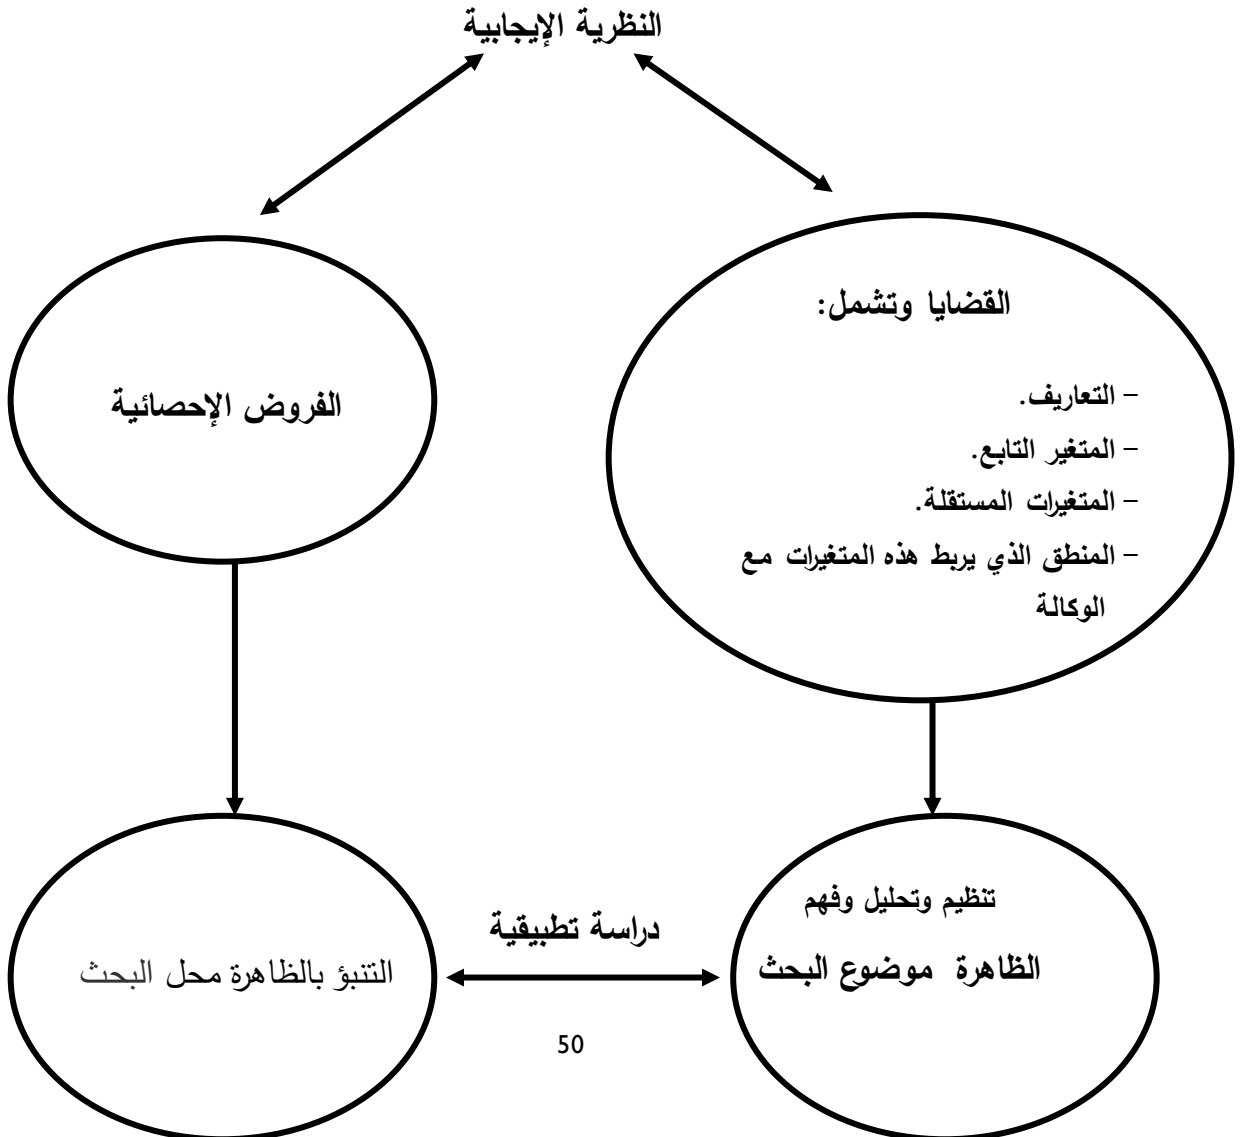 النظرية الإيجابية
القضايا وتشمل:
– التعاريف.
– المتغير التابع.
– المتغيرات المستقلة.
– المنطق الذي يربط هذه المتغيرات مع
الوكالة
الفروض الإحصائية
تنظيم وتحليل وفهم
الظاهرة موضوع البحث
دراسة تطبيقية
التنبؤ بالظاهرة محل البحث
50